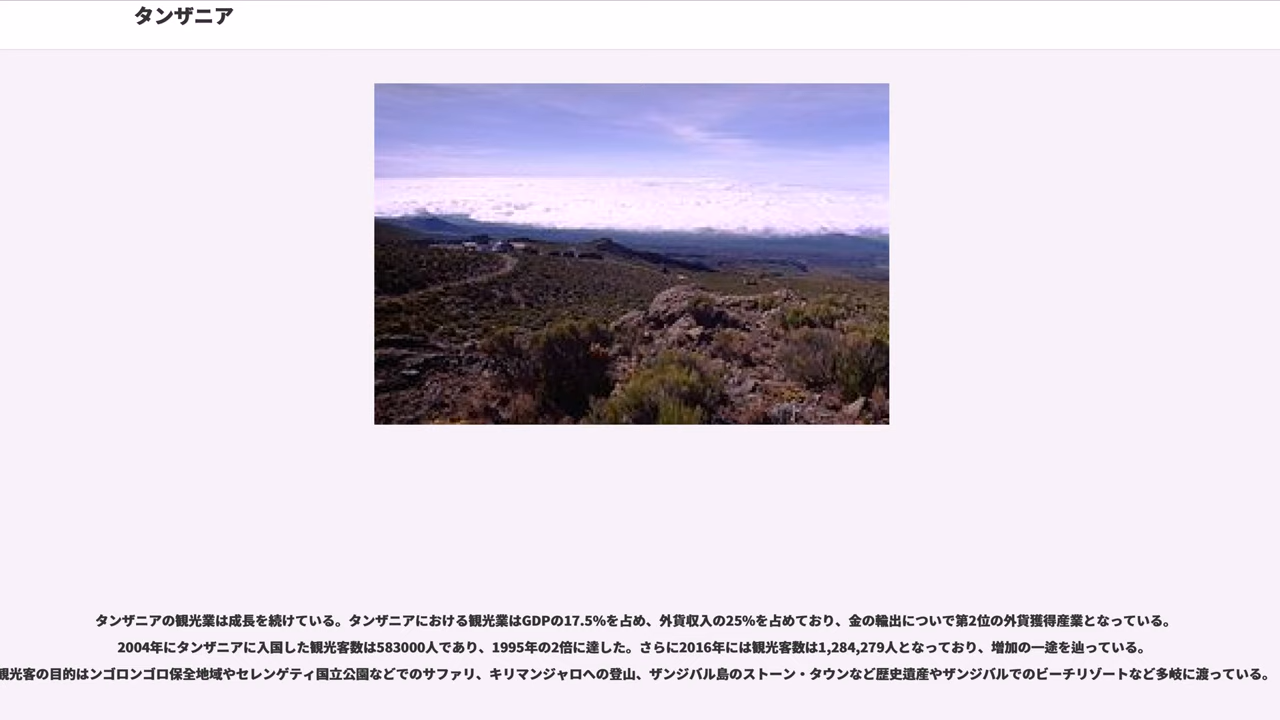 タンザニア
タンザニアの観光業は成長を続けている。タンザニアにおける観光業はGDPの17.5%を占め、外貨収入の25%を占めており、金の輸出について第2位の外貨獲得産業となっている。
2004年にタンザニアに入国した観光客数は583000人であり、1995年の2倍に達した。さらに2016年には観光客数は1,284,279人となっており、増加の一途を辿っている。
観光客の目的はンゴロンゴロ保全地域やセレンゲティ国立公園などでのサファリ、キリマンジャロへの登山、ザンジバル島のストーン・タウンなど歴史遺産やザンジバルでのビーチリゾートなど多岐に渡っている。